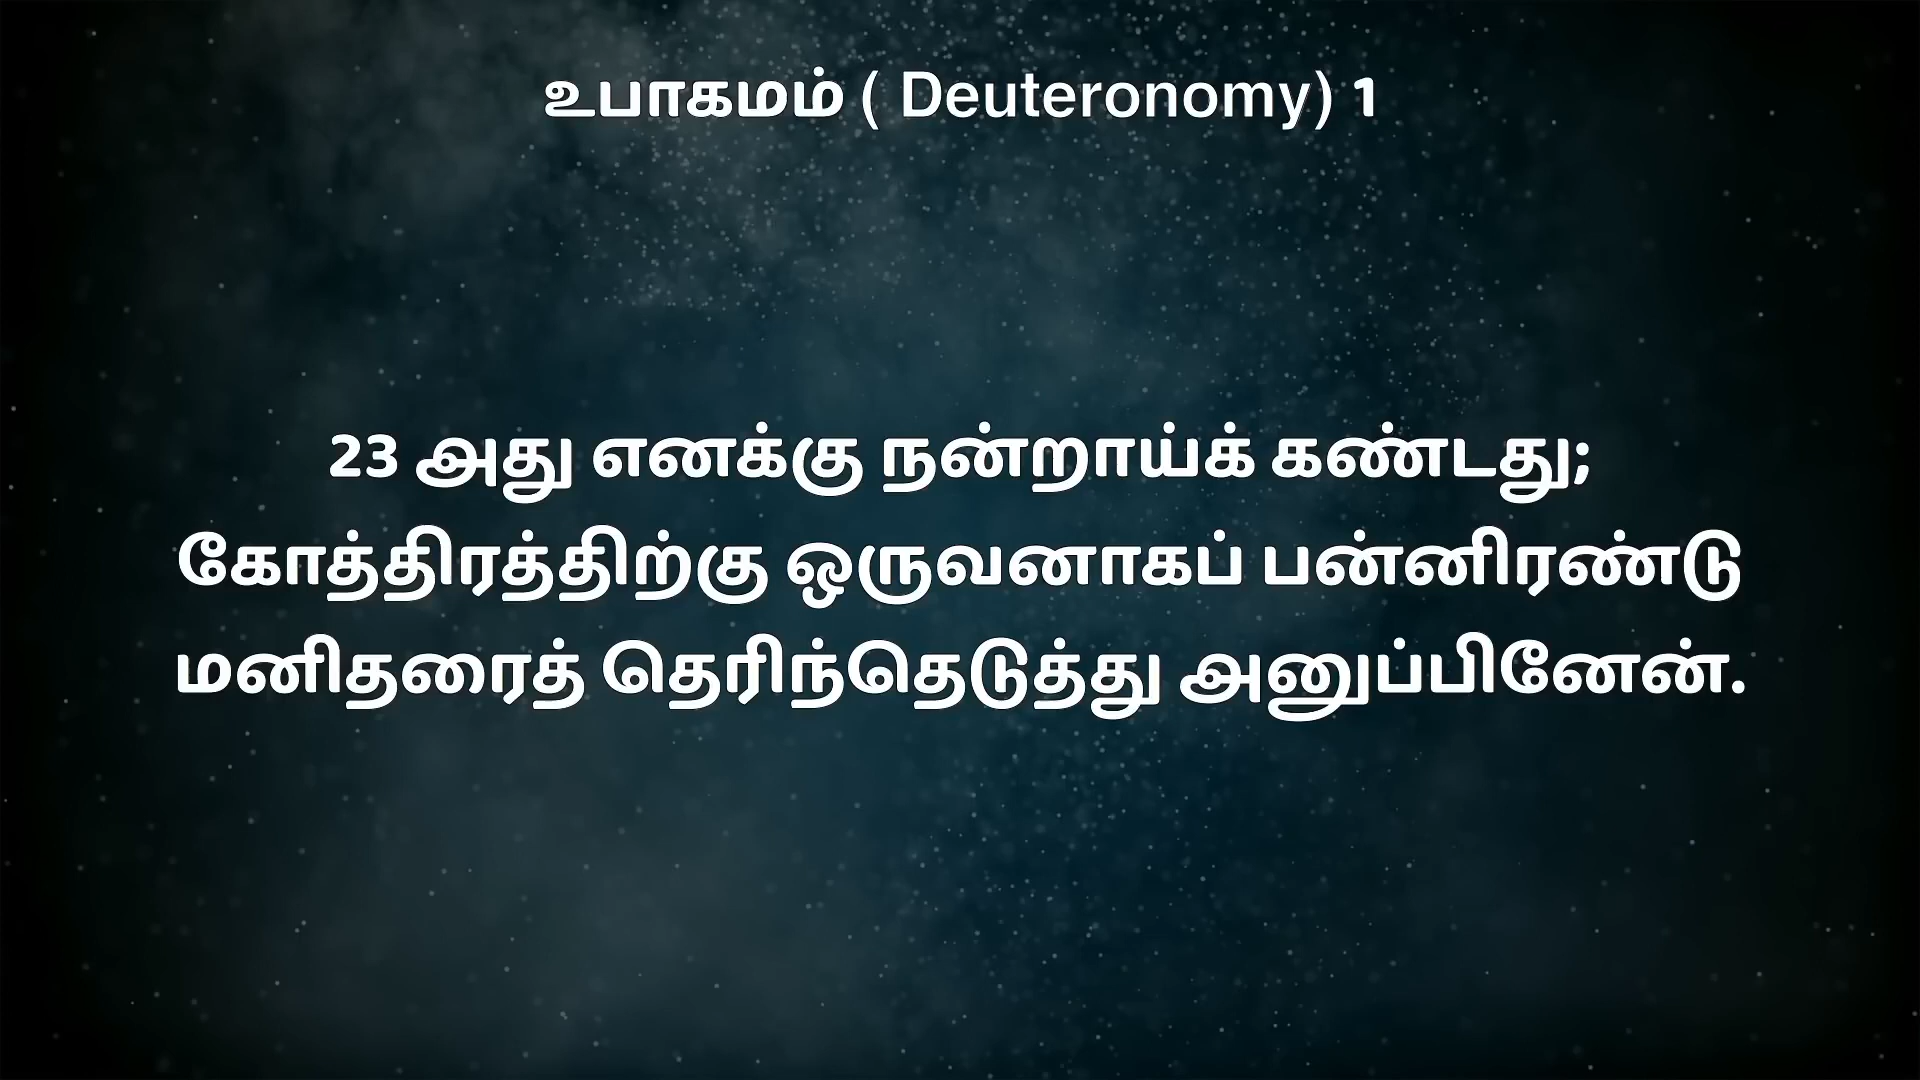 உபாகமம் ( Deuteronomy) 1
23 அது எனக்கு நன்றாய்க் கண்டது;
கோத்திரத்திற்கு ஒருவனாகப் பன்னிரண்டு
மனிதரைத் தெரிந்தெடுத்து அனுப்பினேன்.